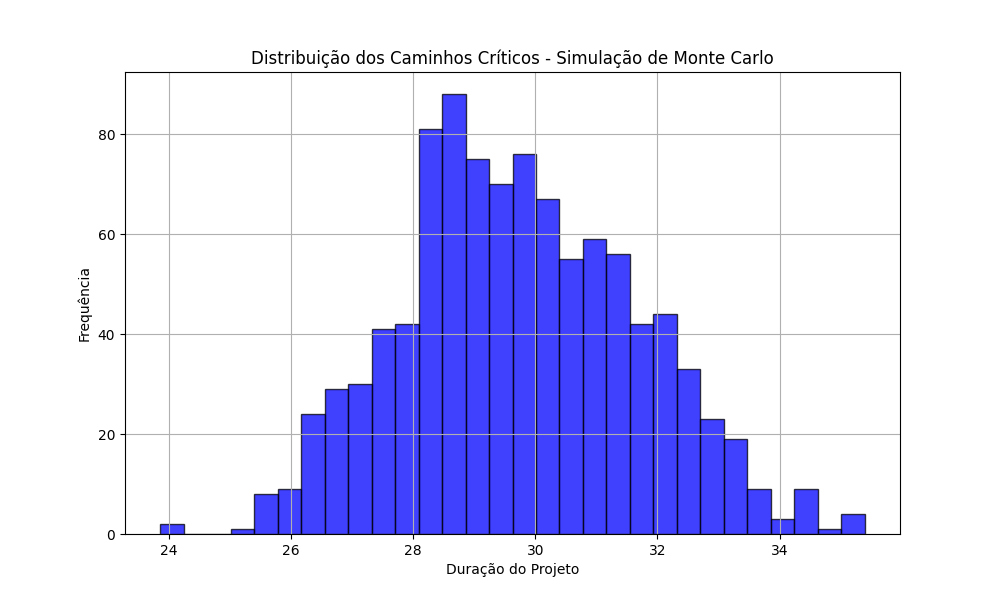 Distribuição dos Caminhos Críticos - Simulação de Monte Carlo
80
60
40
20
0
Frequência
24 26 28 30 32 34
Duração do Projeto